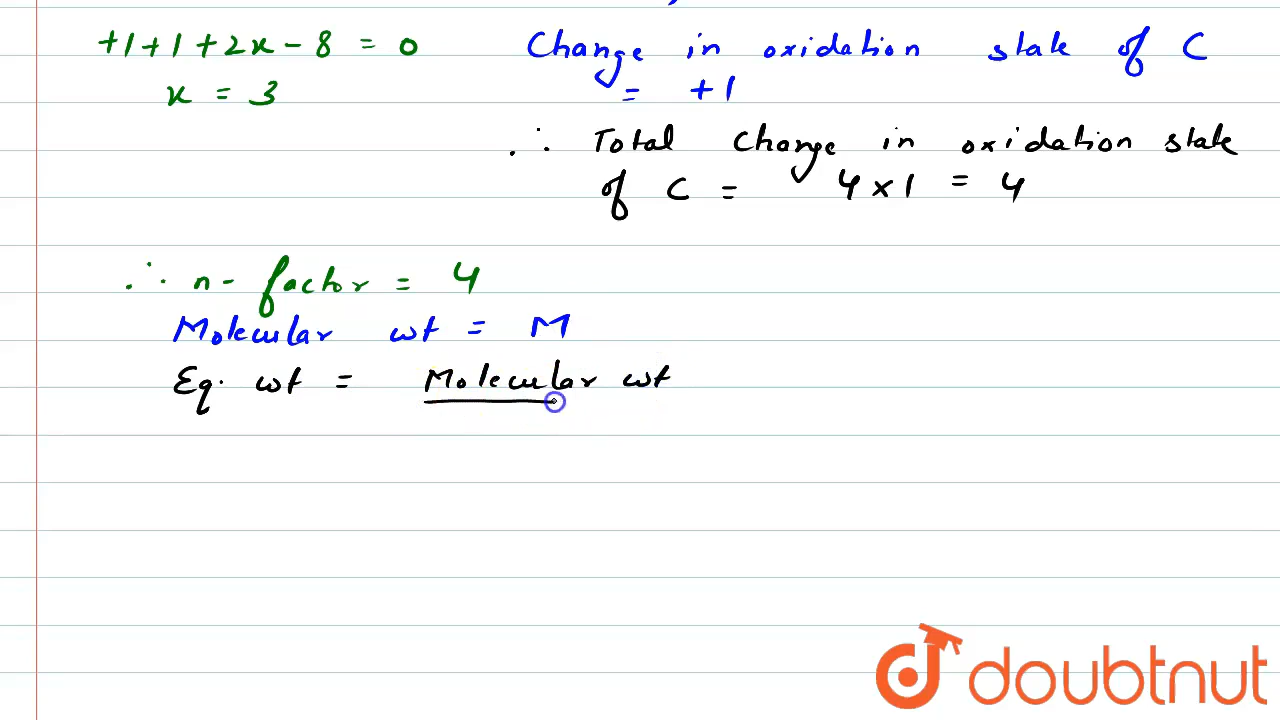 +1 + 1 + 2x - 8 = 0
x = 3
Change in oxidation state of C
= +1
∴ Total Change in oxidation state
of C = 4 x 1 = 4
∴ n- factor = 4
Molecular wt = M
Eq. wt = Molecular wt
doubtnut